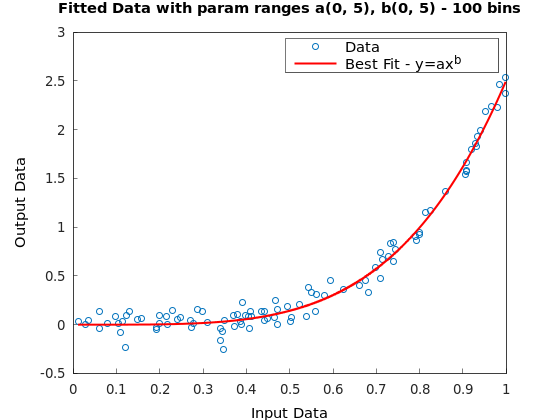 Fitted Data with param ranges a(0, 5), b(0, 5) - 100 bins
3
2.5
2
1.5
1
0.5
0
-0.5
Output Data
Data
Best Fit - y=ax^b
0 0.1 0.2 0.3 0.4 0.5 0.6 0.7 0.8 0.9 1
Input Data